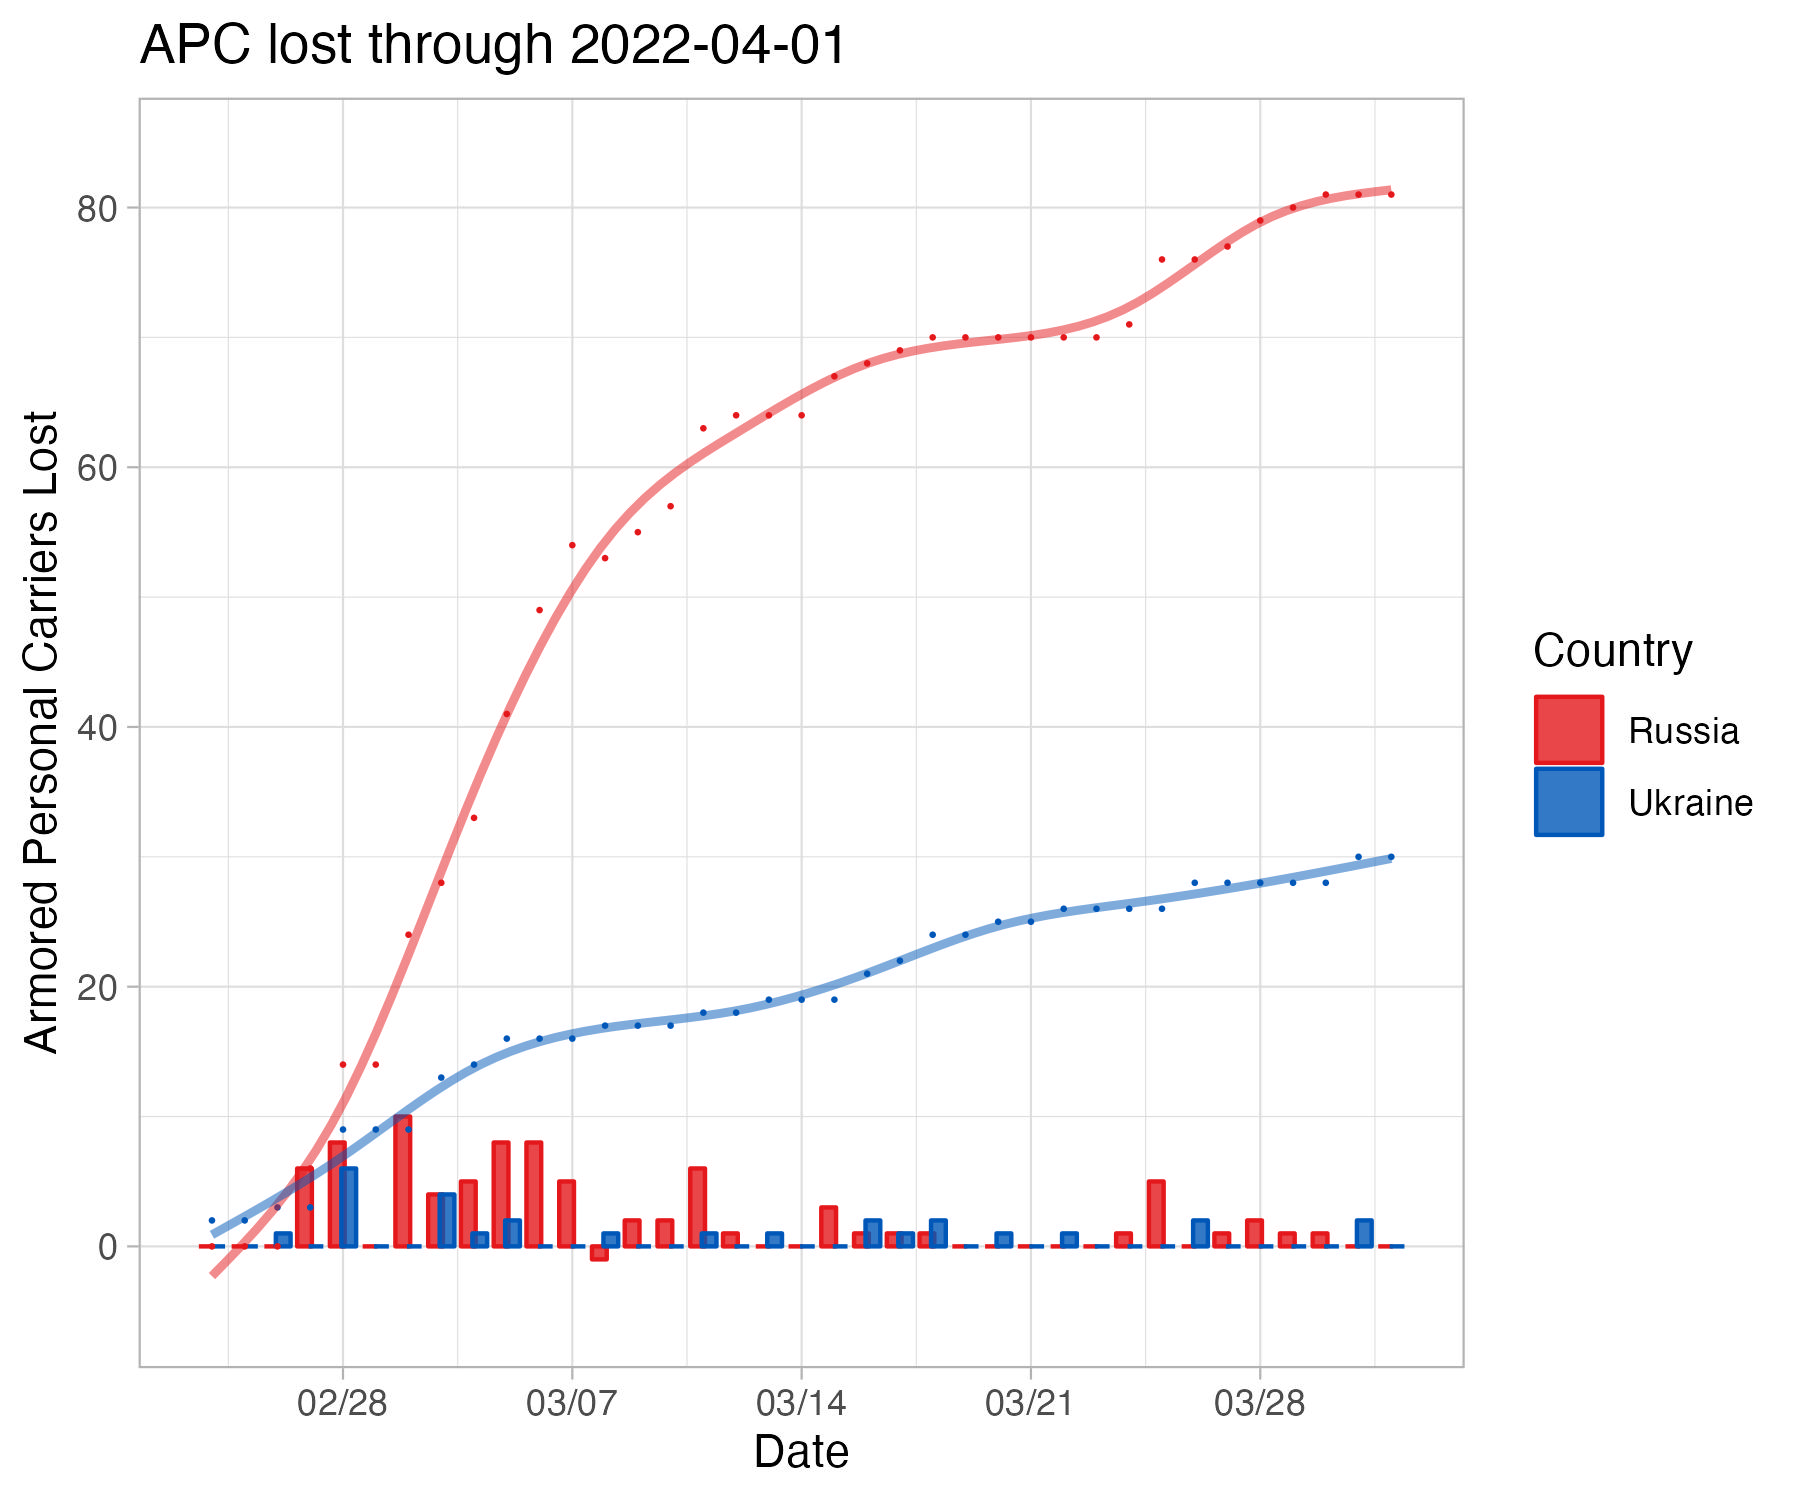 APC lost through 2022-04-01
Armored Personal Carriers Lost
80
60
40
20
0
02/28 03/07 03/14 03/21 03/28
Date
Country
Russia
Ukraine